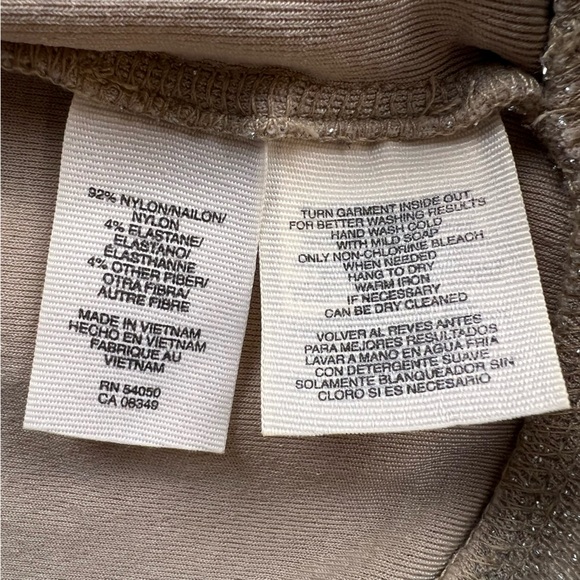 92% NYLON/NAILON/
NYLON
4% ELASTANE/
ELASTANO/
ELASTHANNE
4% OTHER FIBER/
OTRA FIBRA/
AUTRE FIBRE
MADE IN VIETNAM
HECHO EN VIETNAM
FABRIQUE AU
VIETNAM
RN 54050
CA 08349
TURN GARMENT INSIDE OUT
FOR BETTER WASHING RESULTS
HAND WASH COLD
WITH MILD SOAP
ONLY NON-CHLORINE BLEACH
WHEN NEEDED
HANG TO DRY
WARM IRON
IF NECESSARY
CAN BE DRY CLEANED
VOLVER AL REVES ANTES
PARA MEJORES RESULTADOS
LAVAR A MANO EN AGUA FRIA
CON DETERGENTE SUAVE
SOLAMENTE BLANQUEADOR SIN
CLORO SI ES NECESARIO